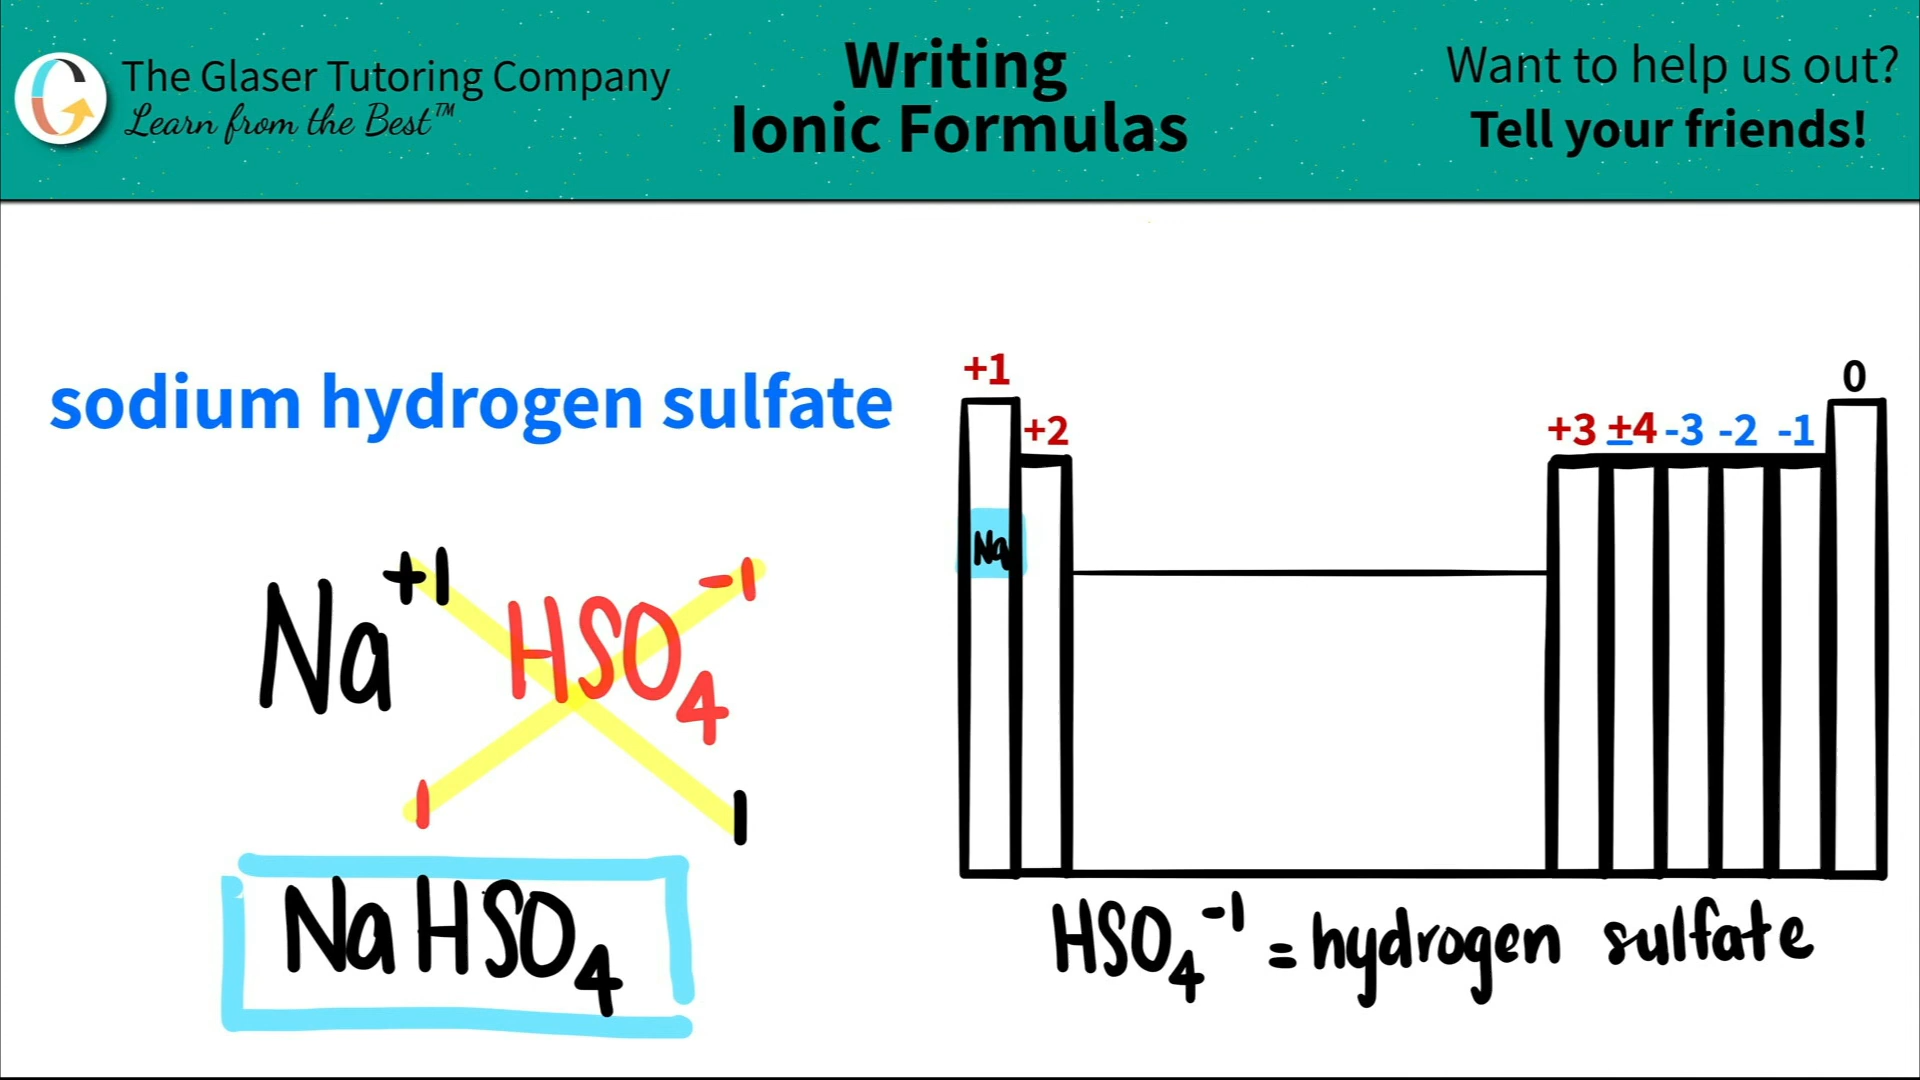 The Glaser Tutoring Company
Learn from the Best™
Writing
Ionic Formulas
Want to help us out?
Tell your friends!
sodium hydrogen sulfate
Na⁺¹ HSO₄⁻¹
1 1
NaHSO₄
+1
+2
+3 ±4 -3 -2 -1
0
Na
HSO₄⁻¹ = hydrogen sulfate